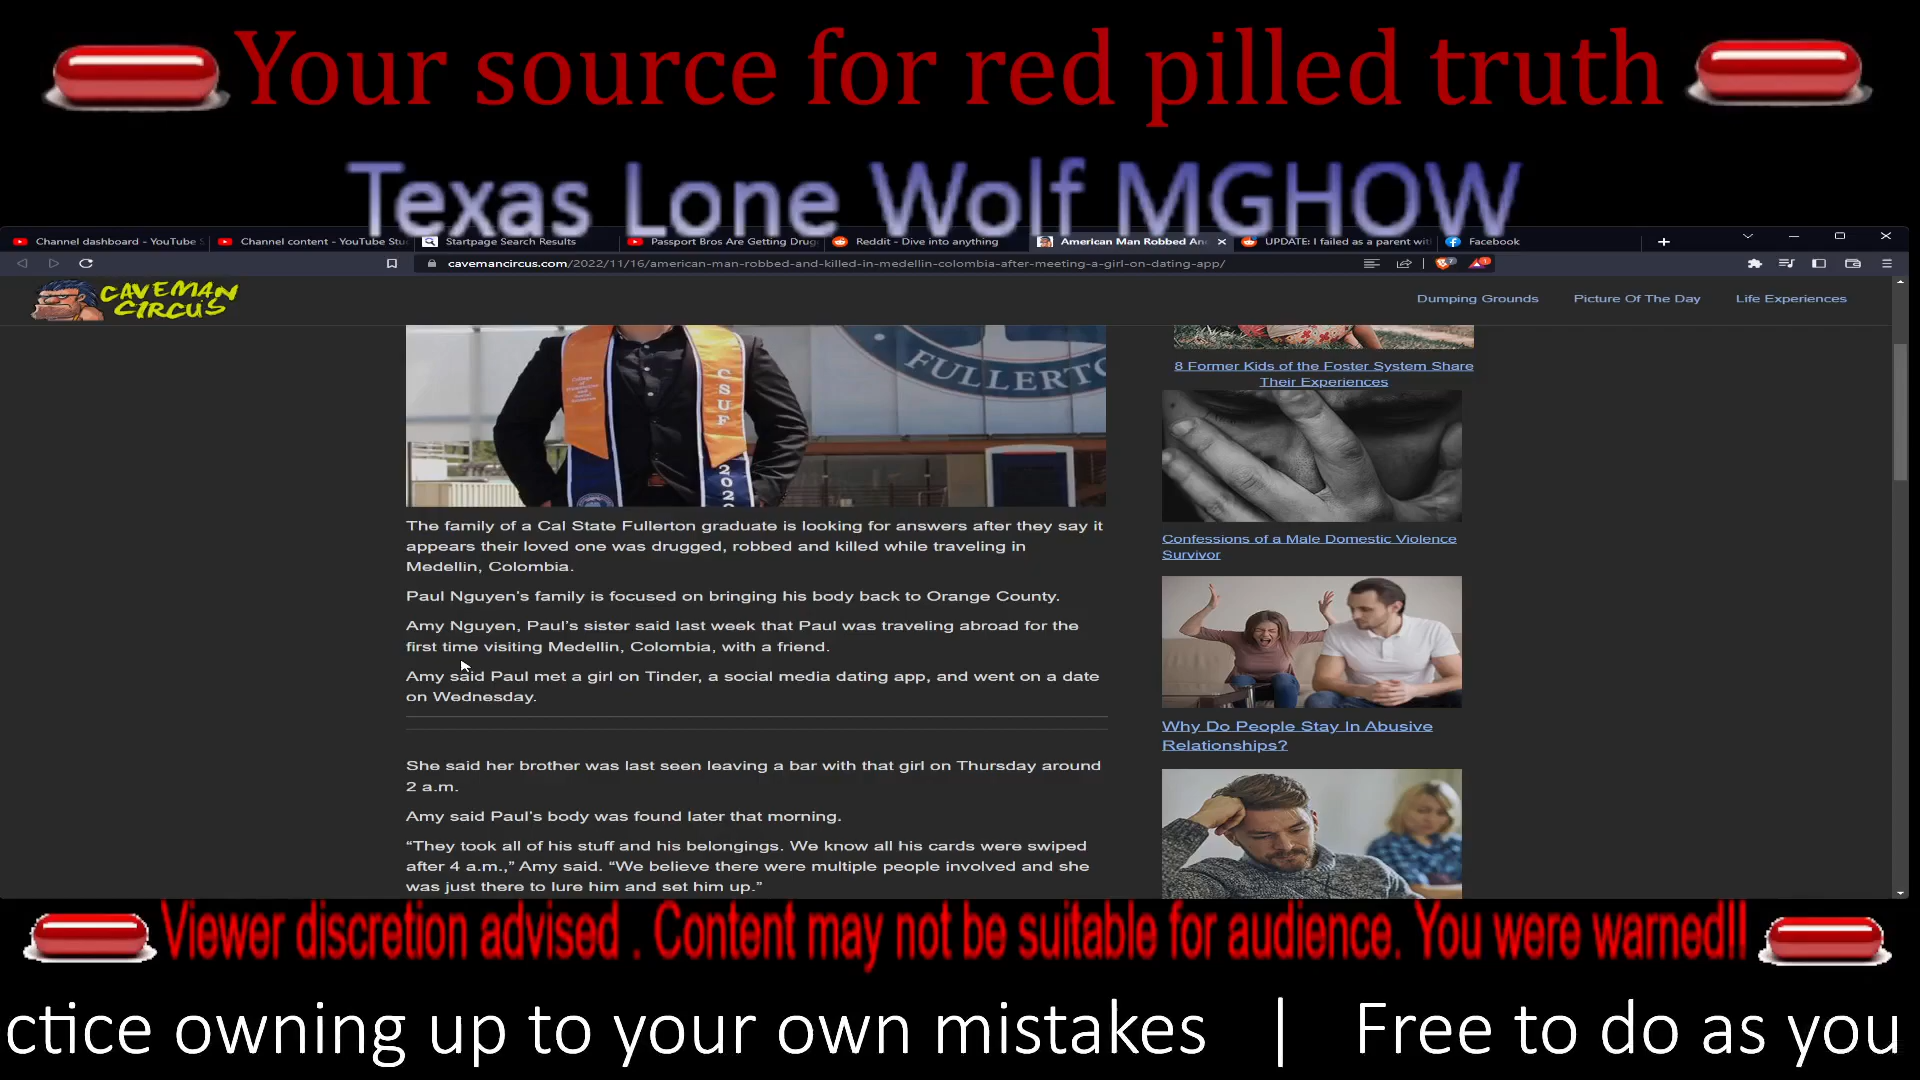 Your source for red pilled truth
Texas Lone Wolf MGHOW
Channel dashboard - YouTube S
Channel content - YouTube Stu
Startpage Search Results
Passport Bros Are Getting Drug
Reddit - Dive into anything
American Man Robbed An
UPDATE: I failed as a parent wit
Facebook
cavemancircus.com/2022/11/16/american-man-robbed-and-killed-in-medellin-colombia-after-meeting-a-girl-on-dating-app/
CAVEMAN
CIRCUS
Dumping Grounds
Picture Of The Day
Life Experiences
FULLERTO
CSUF
202
8 Former Kids of the Foster System Share
Their Experiences
The family of a Cal State Fullerton graduate is looking for answers after they say it
appears their loved one was drugged, robbed and killed while traveling in
Medellin, Colombia.
Paul Nguyen’s family is focused on bringing his body back to Orange County.
Amy Nguyen, Paul’s sister said last week that Paul was traveling abroad for the
first time visiting Medellin, Colombia, with a friend.
Amy said Paul met a girl on Tinder, a social media dating app, and went on a date
on Wednesday.
She said her brother was last seen leaving a bar with that girl on Thursday around
2 a.m.
Amy said Paul’s body was found later that morning.
“They took all of his stuff and his belongings. We know all his cards were swiped
after 4 a.m.,” Amy said. “We believe there were multiple people involved and she
was just there to lure him and set him up.”
Confessions of a Male Domestic Violence
Survivor
Why Do People Stay In Abusive
Relationships?
Viewer discretion advised . Content may not be suitable for audience. You were warned!!
ctice owning up to your own mistakes | Free to do as you